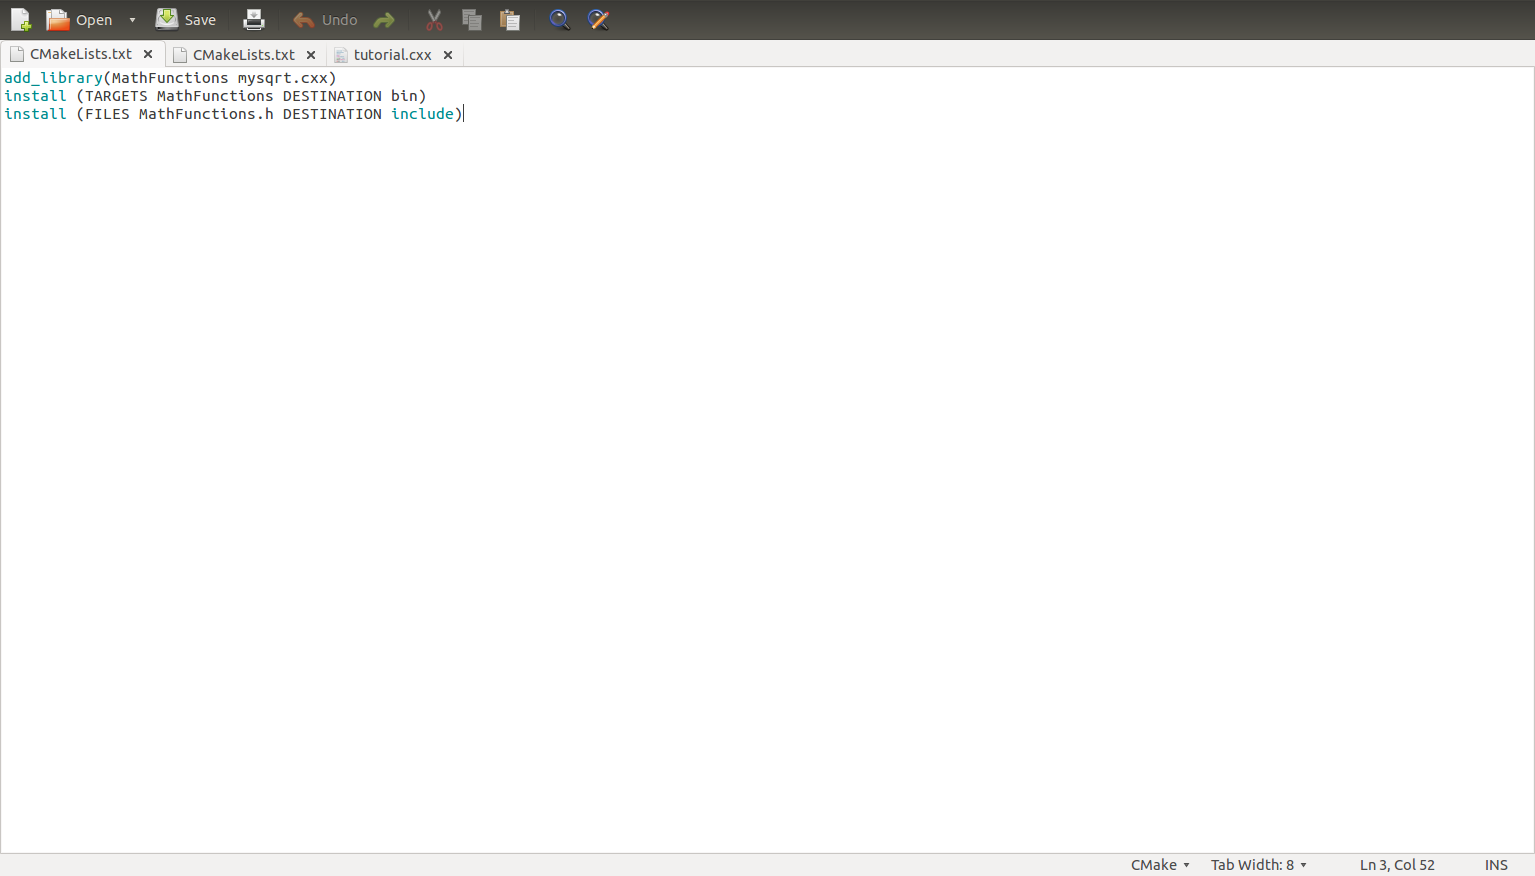 Open Save Undo
CMakeLists.txt CMakeLists.txt tutorial.cxx
add_library(MathFunctions mysqrt.cxx)
install (TARGETS MathFunctions DESTINATION bin)
install (FILES MathFunctions.h DESTINATION include)
CMake Tab Width: 8 Ln 3, Col 52 INS